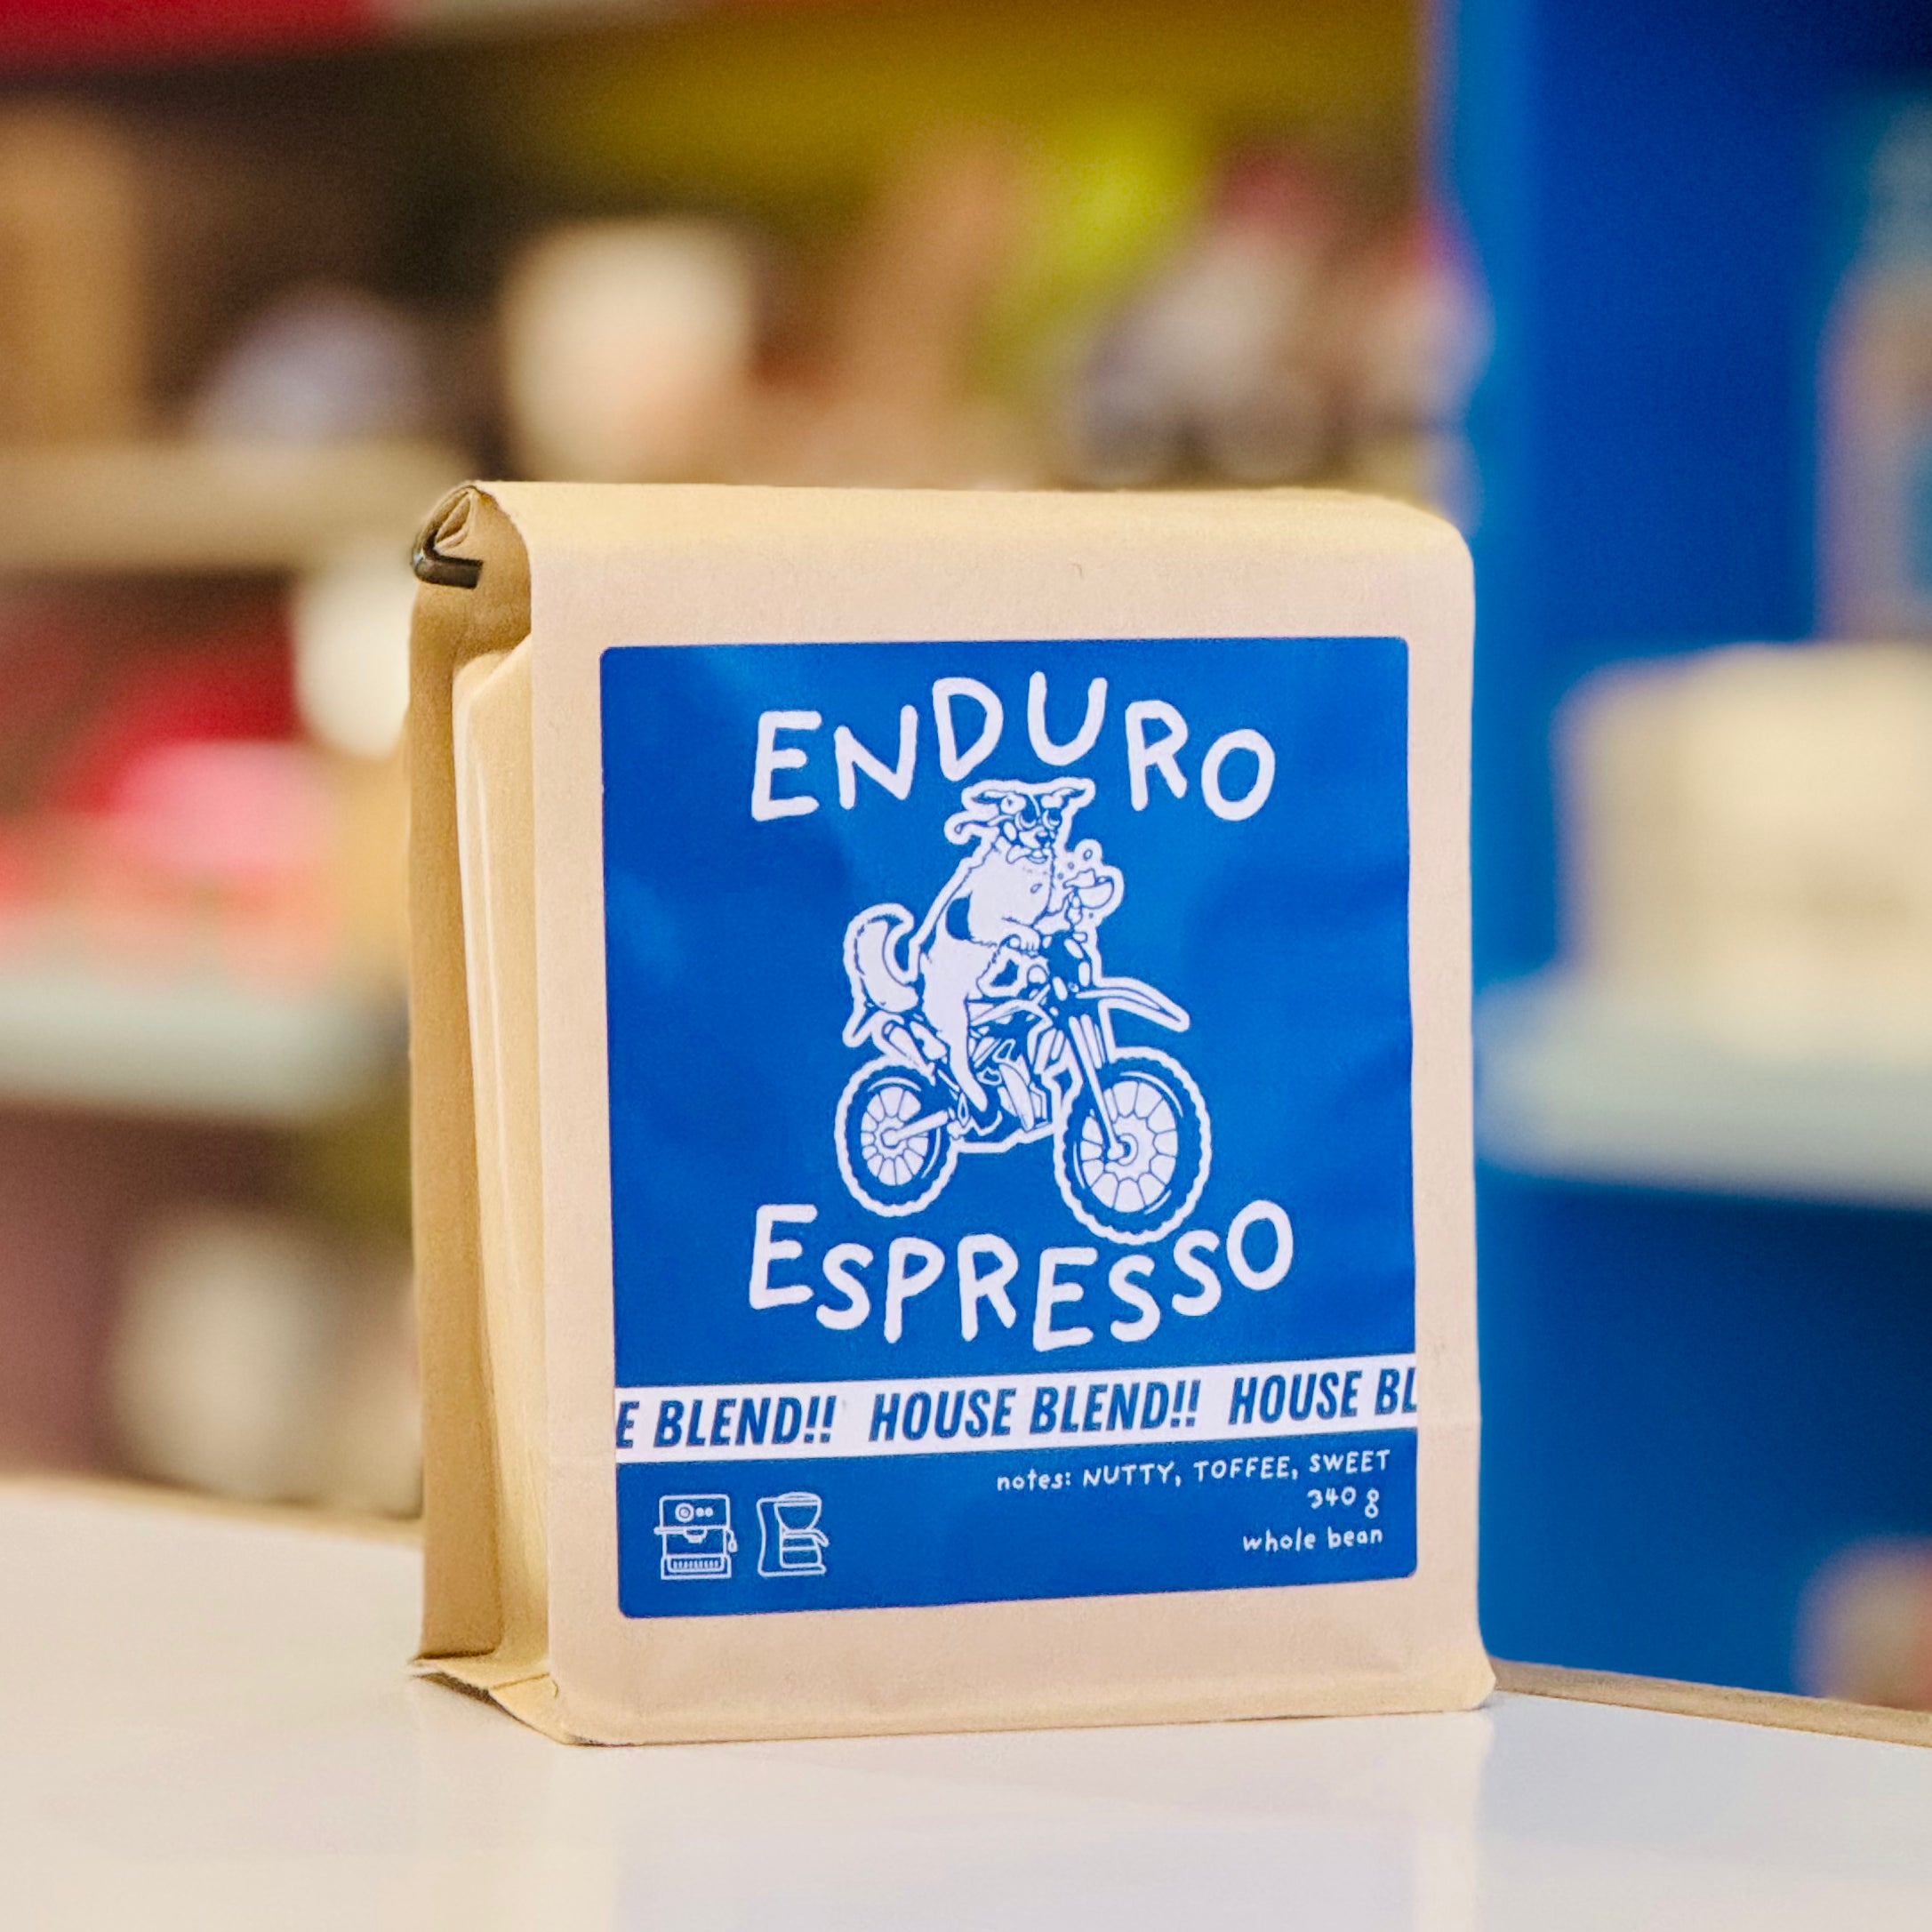 ENDURO
ESPRESSO
E BLEND!! HOUSE BLEND!! HOUSE BL
notes: NUTTY, TOFFEE, SWEET
340 g
whole bean